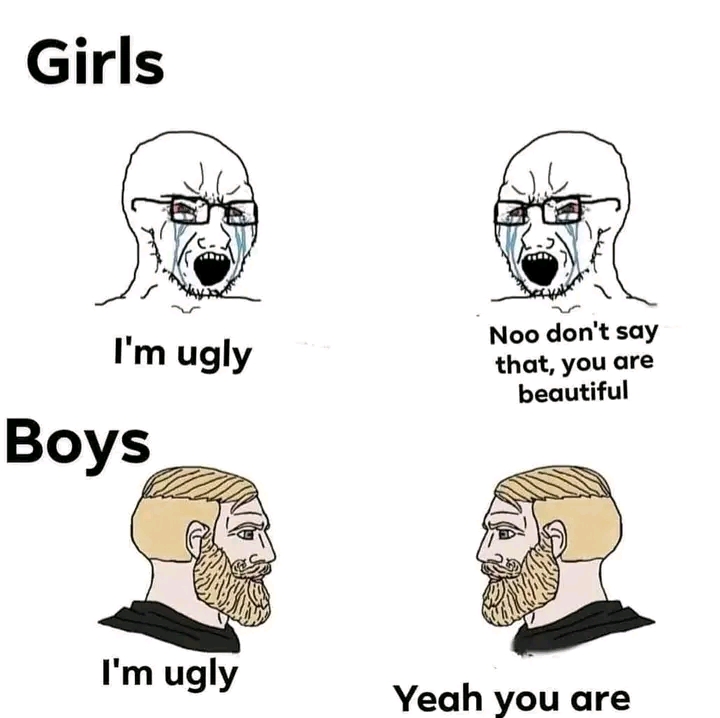 Girls
I'm ugly
Noo don't say
that, you are
beautiful
Boys
I'm ugly
Yeah you are